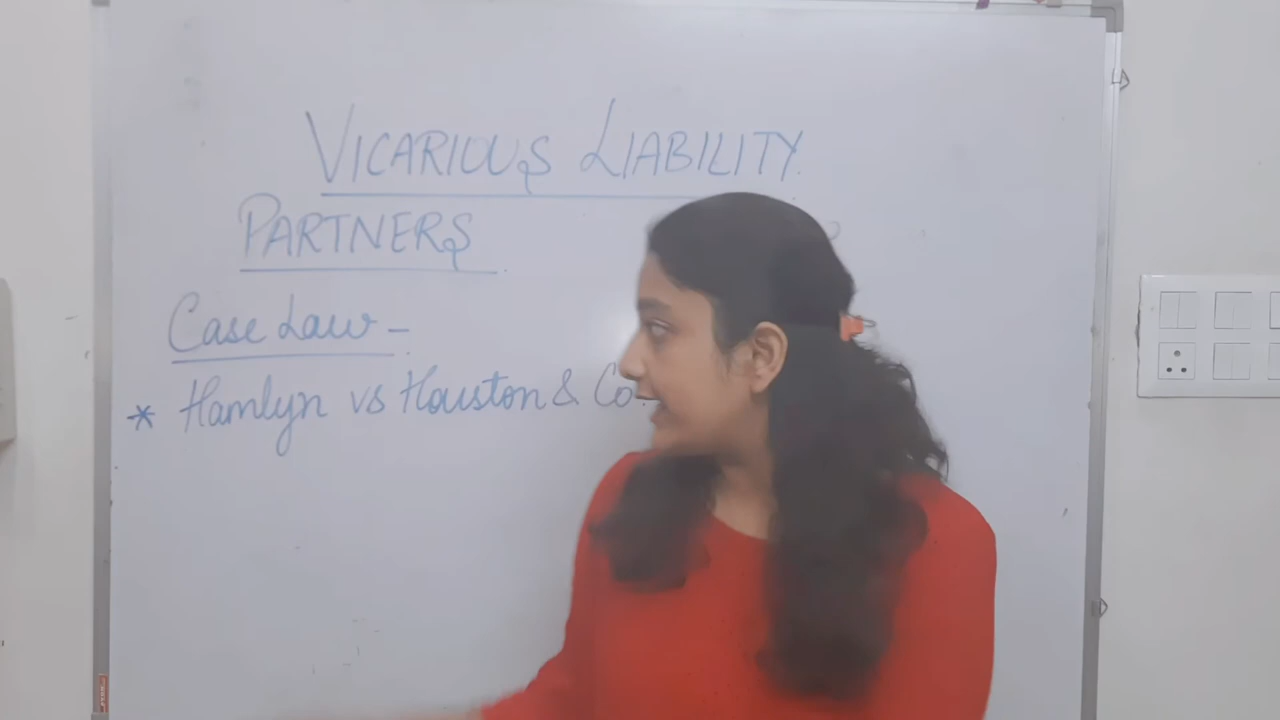 VICARIOUS LIABILITY
PARTNERS
Case Law -
* Hamlyn vs Houston & Co.